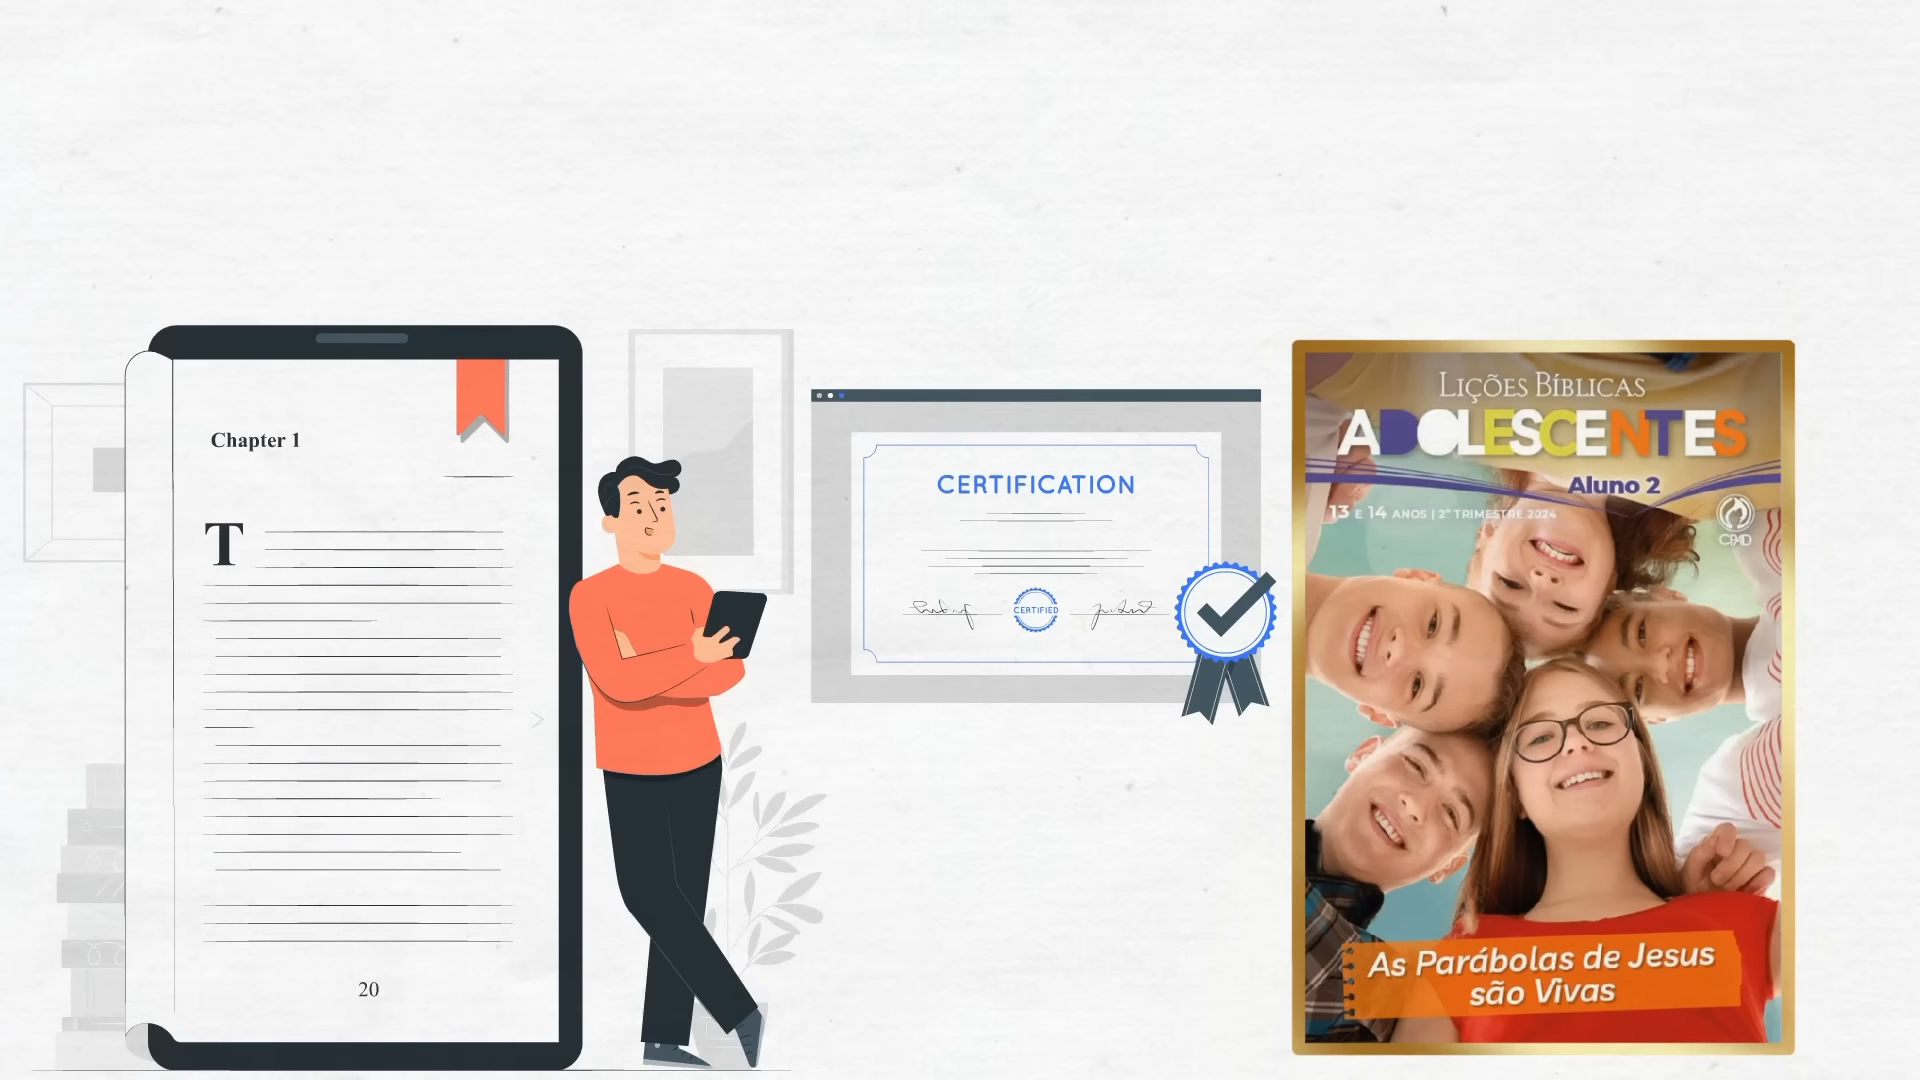 Chapter 1
T
20
CERTIFICATION
CERTIFIED
LIÇÕES BÍBLICAS
ADOLESCENTES
Aluno 2
13 E 14 ANOS | 2º TRIMESTRE 2024
CPAD
As Parábolas de Jesus
são Vivas